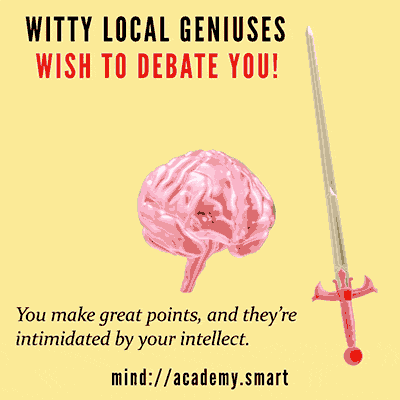 WITTY LOCAL GENIUSES
WISH TO DEBATE YOU!
You make great points, and they’re
intimidated by your intellect.
mind://academy.smart